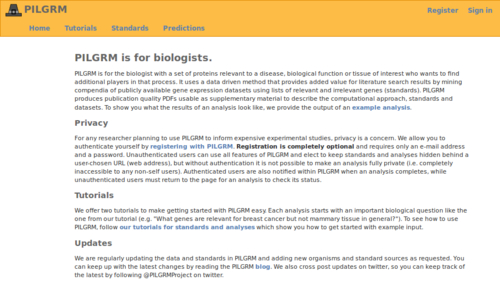 PILGRM
Register Sign in
Home Tutorials Standards Predictions
PILGRM is for biologists.
PILGRM is for the biologist with a set of proteins relevant to a disease, biological function or tissue of interest who wants to find
additional players in that process. It uses a data driven method that provides added value for literature search results by mining
compendia of publicly available gene expression datasets using lists of relevant and irrelevant genes (standards). PILGRM
produces publication quality PDFs usable as supplementary material to describe the computational approach, standards and
datasets. To show you what the results of an analysis look like, we provide the output of an example analysis.
Privacy
For any researcher planning to use PILGRM to inform expensive experimental studies, privacy is a concern. We allow you to
authenticate yourself by registering with PILGRM. Registration is completely optional and requires only an e-mail address
and a password. Unauthenticated users can use all features of PILGRM and elect to keep standards and analyses hidden behind a
user-chosen URL (web address), but without authentication it is not possible to make an analysis fully private (i.e. completely
inaccessible to any non-self users). Authenticated users are also notified within PILGRM when an analysis completes, while
unauthenticated users must return to the page for an analysis to check its status.
Tutorials
We offer two tutorials to make getting started with PILGRM easy. Each analysis starts with an important biological question like the
one from our tutorial (e.g. "What genes are relevant for breast cancer but not mammary tissue in general?"). To see how to use
PILGRM, follow our tutorials for standards and analyses which show you how to get started with example input.
Updates
We are regularly updating the data and standards in PILGRM and adding new organisms and standard sources as requested. You
can keep up with the latest changes by reading the PILGRM blog. We also cross post updates on twitter, so you can keep track of
the latest by following @PILGRMProject on twitter.